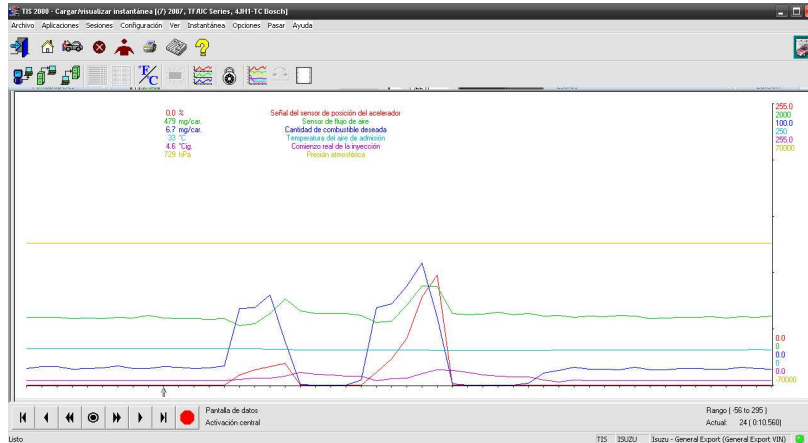 TIS 2000 - Cargar/visualizar instantánea [(7) 2007, TF/UC Series, 4JH1-TC Bosch]
Archivo Aplicaciones Sesiones Configuración Ver Instantánea Opciones Pasar Ayuda
°F/C
0.0 % Señal del sensor de posición del acelerador
479 mg/car. Sensor de flujo de aire
6.7 mg/car. Cantidad de combustible deseada
33 °C Temperatura del aire de admisión
4.6 °Cig. Comienzo real de la inyección
729 hPa Presión atmosférica
255.0
2000
100.0
250
255.0
70000
0.0
0
0.0
0
0.0
-70000
Pantalla de datos
Activación central
Rango ( -56 to 295 )
Actual: 24 ( 0:10.560)
Listo
TIS ISUZU Isuzu - General Export (General Export VIN)